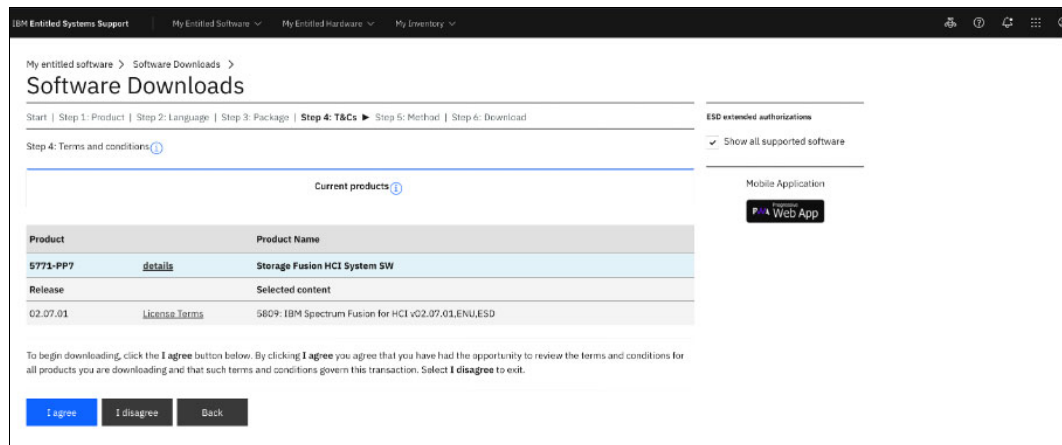 IBM Entitled Systems Support
My Entitled Software
My Entitled Hardware
My Inventory
My entitled software > Software Downloads >
Software Downloads
Start | Step 1: Product | Step 2: Language | Step 3: Package | Step 4: T&Cs ► Step 5: Method | Step 6: Download
Step 4: Terms and conditions
Current products
Product Product Name
5771-PP7 details Storage Fusion HCI System SW
Release Selected content
02.07.01 License Terms 5809: IBM Spectrum Fusion for HCI v02.07.01,ENU,ESD
To begin downloading, click the I agree button below. By clicking I agree you agree that you have had the opportunity to review the terms and conditions for
all products you are downloading and that such terms and conditions govern this transaction. Select I disagree to exit.
I agree
I disagree
Back
ESD extended authorizations
Show all supported software
Mobile Application
Progressive
PWA Web App